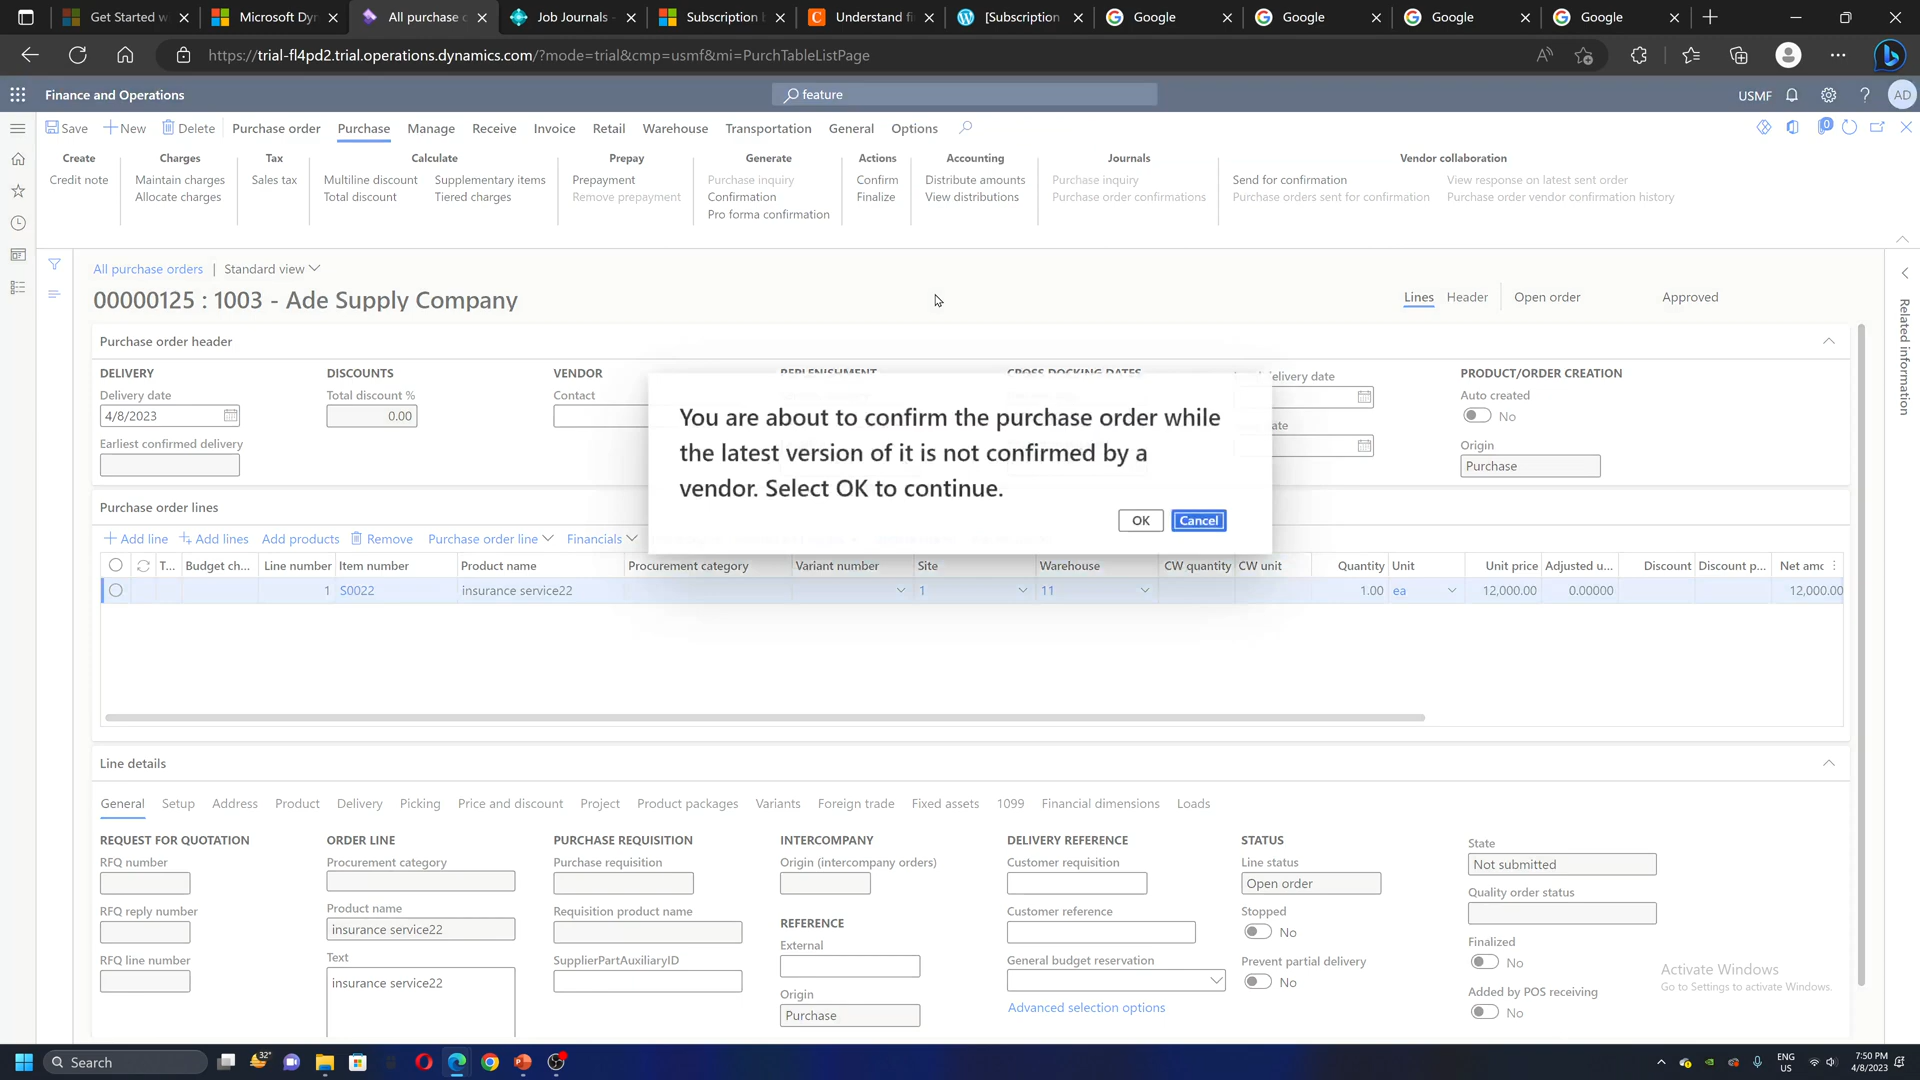 Get Started w
Microsoft Dyn
All purchase o
Job Journals -
Subscription b
Understand fi
[Subscription
Google
Google
Google
Google
https://trial-fl4pd2.trial.operations.dynamics.com/?mode=trial&cmp=usmf&mi=PurchTableListPage
Finance and Operations
feature
USMF
AD
Save New Delete Purchase order Purchase Manage Receive Invoice Retail Warehouse Transportation General Options
0
Create
Credit note
Charges
Maintain charges
Allocate charges
Tax
Sales tax
Calculate
Multiline discount Supplementary items
Total discount Tiered charges
Prepay
Prepayment
Remove prepayment
Generate
Purchase inquiry
Confirmation
Pro forma confirmation
Actions
Confirm
Finalize
Accounting
Distribute amounts
View distributions
Journals
Purchase inquiry
Purchase order confirmations
Vendor collaboration
Send for confirmation View response on latest sent order
Purchase orders sent for confirmation Purchase order vendor confirmation history
All purchase orders | Standard view
00000125 : 1003 - Ade Supply Company
Lines Header Open order Approved
Related information
Purchase order header
DELIVERY
Delivery date
4/8/2023
Earliest confirmed delivery
DISCOUNTS
Total discount %
0.00
VENDOR
Contact
REPLENISHMENT
CROSS DOCKING DATES
delivery date
ate
PRODUCT/ORDER CREATION
Auto created
No
Origin
Purchase
You are about to confirm the purchase order while
the latest version of it is not confirmed by a
vendor. Select OK to continue.
OK Cancel
Purchase order lines
Add line Add lines Add products Remove Purchase order line Financials
T... Budget ch... Line number Item number Product name Procurement category Variant number Site Warehouse CW quantity CW unit Quantity Unit Unit price Adjusted u... Discount Discount p... Net amc
1 S0022 insurance service22 1 11 1.00 ea 12,000.00 0.00000 12,000.00
Line details
General Setup Address Product Delivery Picking Price and discount Project Product packages Variants Foreign trade Fixed assets 1099 Financial dimensions Loads
REQUEST FOR QUOTATION
RFQ number
RFQ reply number
RFQ line number
ORDER LINE
Procurement category
Product name
insurance service22
Text
insurance service22
PURCHASE REQUISITION
Purchase requisition
Requisition product name
SupplierPartAuxiliaryID
INTERCOMPANY
Origin (intercompany orders)
REFERENCE
External
Origin
Purchase
DELIVERY REFERENCE
Customer requisition
Customer reference
General budget reservation
Advanced selection options
STATUS
Line status
Open order
Stopped
No
Prevent partial delivery
No
State
Not submitted
Quality order status
Finalized
No
Added by POS receiving
No
Activate Windows
Go to Settings to activate Windows.
Search
32°
ENG
US
7:50 PM
4/8/2023